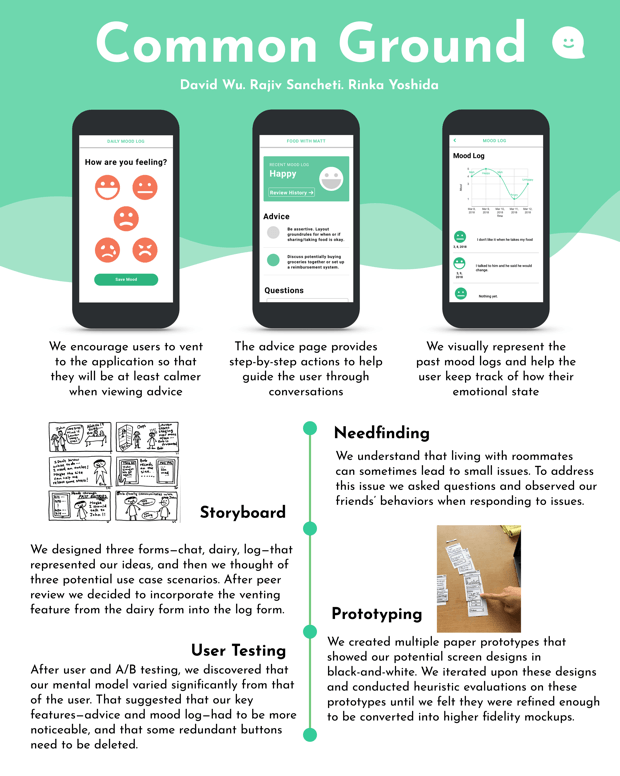 Common Ground
David Wu. Rajiv Sancheti. Rinka Yoshida
DAILY MOOD LOG
How are you feeling?
Save Mood
FOOD WITH MATT
RECENT MOOD LOG
Happy
Review History
Advice
Be assertive. Layout
groundrules for when or if
sharing/taking food is okay.
Discuss potentially buying
groceries together or set up
a reimbursement system.
Questions
MOOD LOG
Mood Log
I don't like it when he takes my food
I talked to him and he said he would
change.
Nothing yet.
We encourage users to vent
to the application so that
they will be at least calmer
when viewing advice
The advice page provides
step-by-step actions to help
guide the user through
conversations
We visually represent the
past mood logs and help the
user keep track of how their
emotional state
Needfinding
We understand that living with roommates
can sometimes lead to small issues. To address
this issue we asked questions and observed our
friends' behaviors when responding to issues.
Storyboard
We designed three forms—chat, dairy, log—that
represented our ideas, and then we thought of
three potential use case scenarios. After peer
review we decided to incorporate the venting
feature from the dairy form into the log form.
Prototyping
We created multiple paper prototypes that
showed our potential screen designs in
black-and-white. We iterated upon these designs
and conducted heuristic evaluations on these
prototypes until we felt they were refined enough
to be converted into higher fidelity mockups.
User Testing
After user and A/B testing, we discovered that
our mental model varied significantly from that
of the user. That suggested that our key
features—advice and mood log—had to be more
noticeable, and that some redundant buttons
need to be deleted.